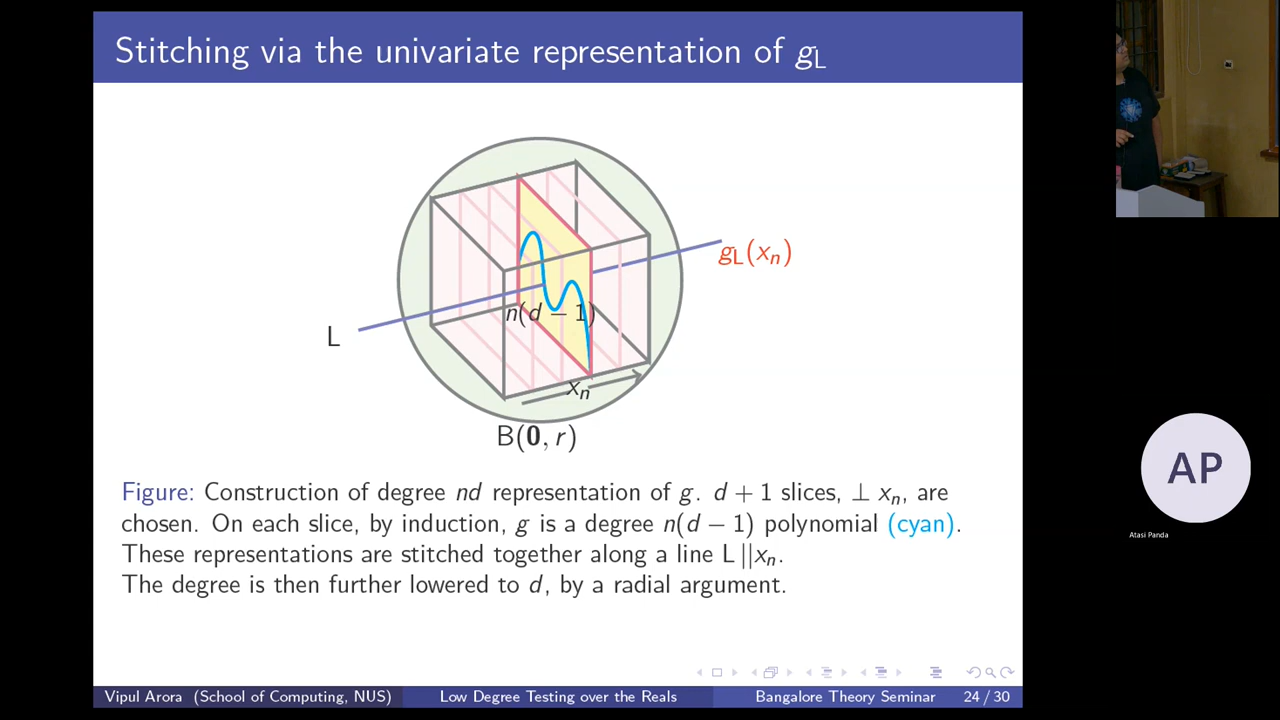 Stitching via the univariate representation of g_L
g_L(x_n)
L
n(d − 1)
x_n
B(0, r)
Figure: Construction of degree nd representation of g. d + 1 slices, ⊥ x_n, are
chosen. On each slice, by induction, g is a degree n(d − 1) polynomial (cyan).
These representations are stitched together along a line L||x_n.
The degree is then further lowered to d, by a radial argument.
Vipul Arora (School of Computing, NUS) Low Degree Testing over the Reals Bangalore Theory Seminar 24 / 30
AP
Atasi Panda